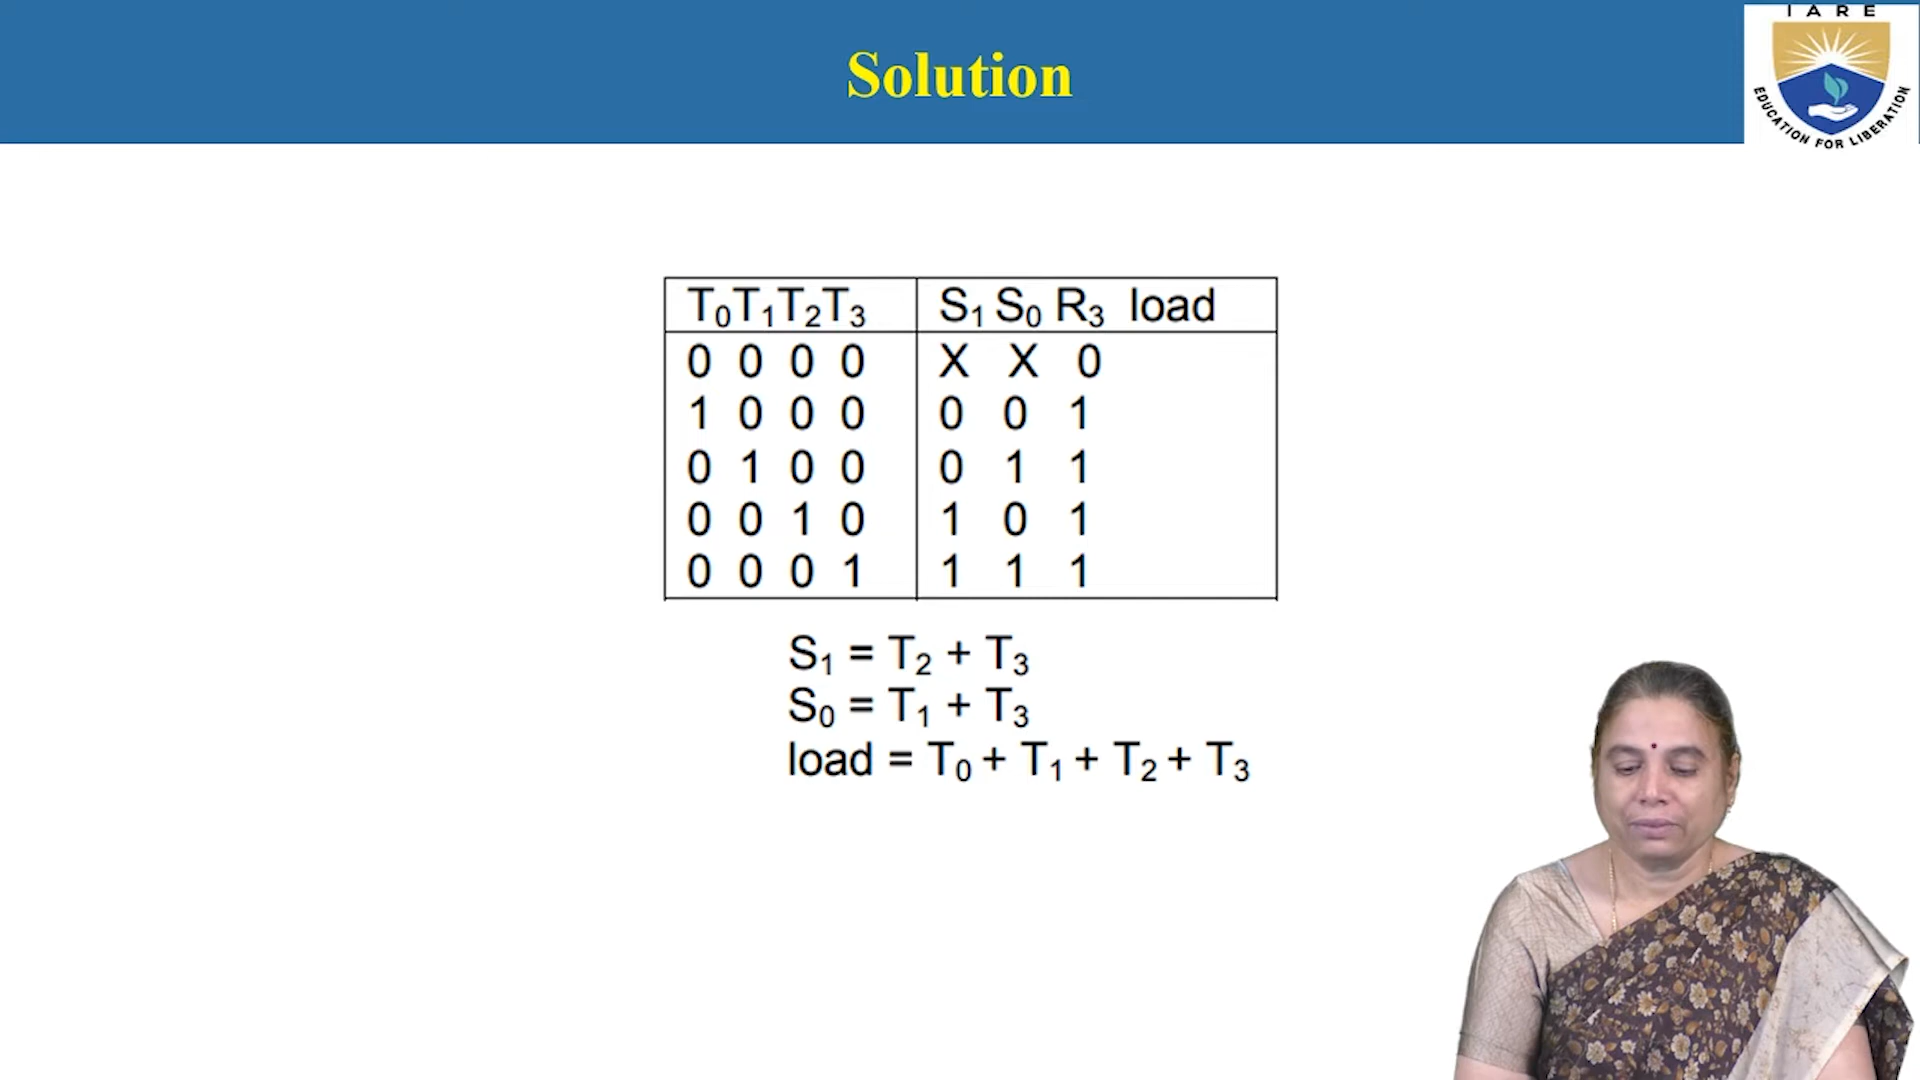 IARE
EDUCATION FOR LIBERATION
Solution
T₀T₁T₂T₃ S₁ S₀ R₃ load
0 0 0 0 X X 0
1 0 0 0 0 0 1
0 1 0 0 0 1 1
0 0 1 0 1 0 1
0 0 0 1 1 1 1
S₁ = T₂ + T₃
S₀ = T₁ + T₃
load = T₀ + T₁ + T₂ + T₃